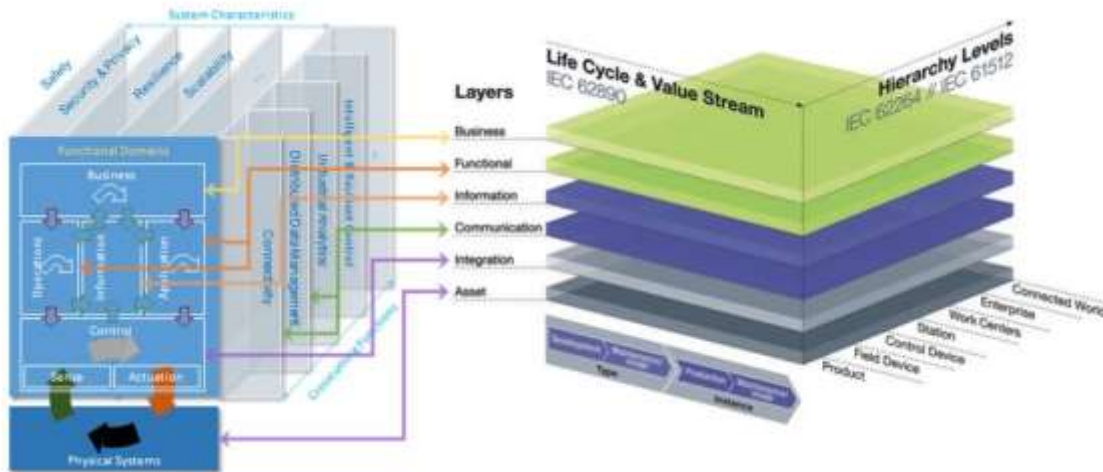 System Characteristics
Safety
Security & Privacy
Resilience
Scalability
...
Functional Domains
Business
Operations
Information
Application
Control
Sense
Actuation
Physical Systems
Connectivity
Distributed Data Management
Industrial Analytics
Intelligent & Resilient Control
Crosscutting Functions
Layers
Business
Functional
Information
Communication
Integration
Asset
Life Cycle & Value Stream
IEC 62890
Hierarchy Levels
IEC 62264 // IEC 61512
Connected World
Enterprise
Work Centers
Station
Control Device
Field Device
Product
Type
Instance